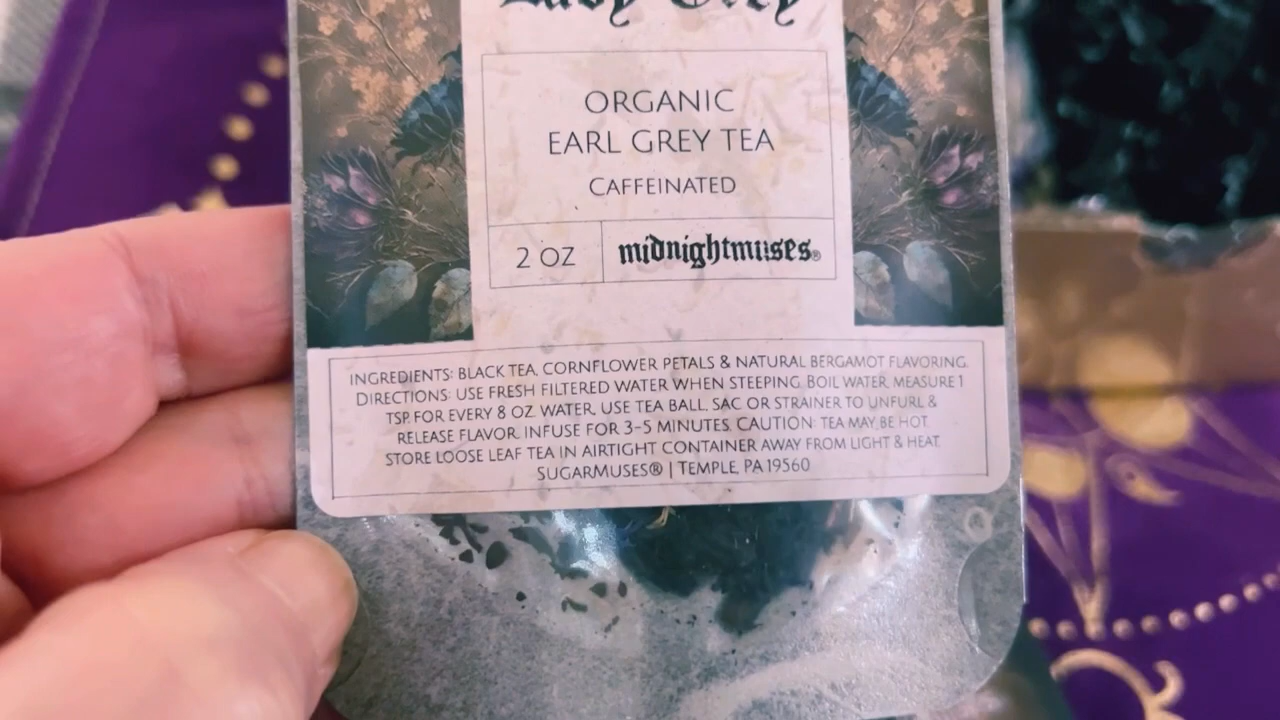 Lady Grey
ORGANIC
EARL GREY TEA
CAFFEINATED
2 OZ
midnightmuses®
INGREDIENTS: BLACK TEA, CORNFLOWER PETALS & NATURAL BERGAMOT FLAVORING.
DIRECTIONS: USE FRESH FILTERED WATER WHEN STEEPING. BOIL WATER, MEASURE 1
TSP. FOR EVERY 8 OZ. WATER. USE TEA BALL, SAC OR STRAINER TO UNFURL &
RELEASE FLAVOR. INFUSE FOR 3-5 MINUTES. CAUTION: TEA MAY BE HOT.
STORE LOOSE LEAF TEA IN AIRTIGHT CONTAINER AWAY FROM LIGHT & HEAT.
SUGARMUSES® | TEMPLE, PA 19560